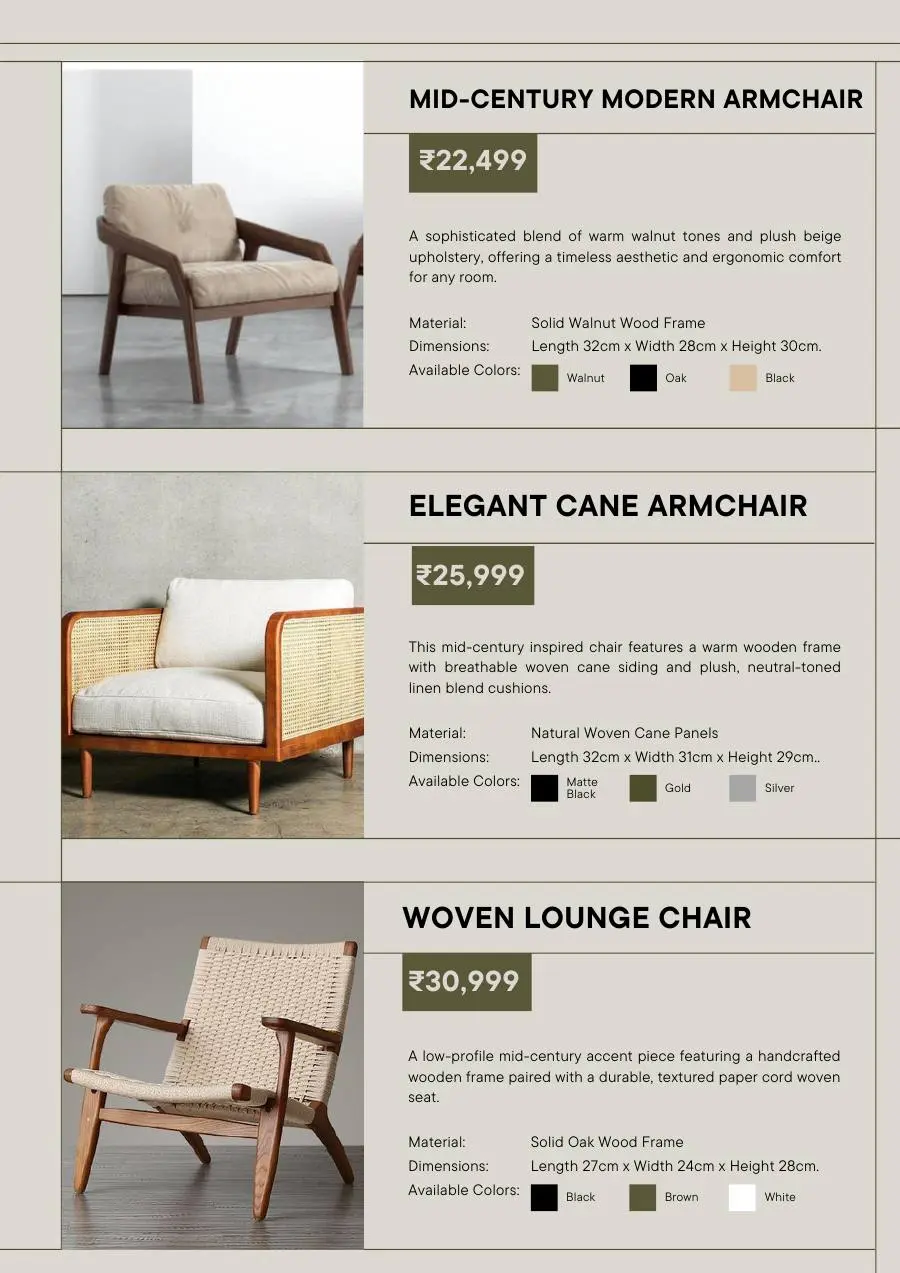 MID-CENTURY MODERN ARMCHAIR
₹22,499
A sophisticated blend of warm walnut tones and plush beige
upholstery, offering a timeless aesthetic and ergonomic comfort
for any room.
Material: Solid Walnut Wood Frame
Dimensions: Length 32cm x Width 28cm x Height 30cm.
Available Colors: Walnut Oak Black
ELEGANT CANE ARMCHAIR
₹25,999
This mid-century inspired chair features a warm wooden frame
with breathable woven cane siding and plush, neutral-toned
linen blend cushions.
Material: Natural Woven Cane Panels
Dimensions: Length 32cm x Width 31cm x Height 29cm..
Available Colors: Matte Black Gold Silver
WOVEN LOUNGE CHAIR
₹30,999
A low-profile mid-century accent piece featuring a handcrafted
wooden frame paired with a durable, textured paper cord woven
seat.
Material: Solid Oak Wood Frame
Dimensions: Length 27cm x Width 24cm x Height 28cm.
Available Colors: Black Brown White